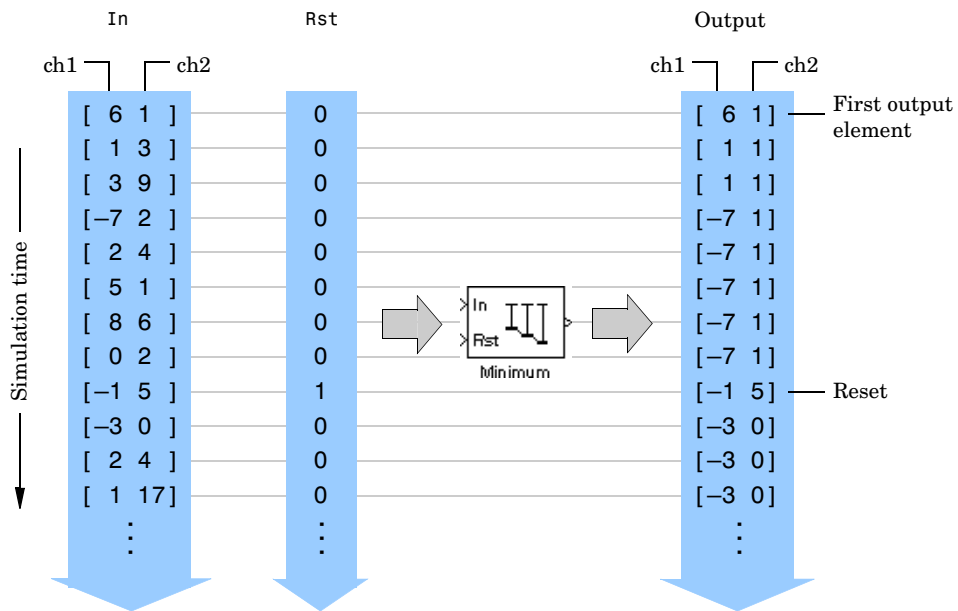 In Rst Output
ch1 ch2 ch1 ch2
[ 6 1 ] 0 [ 6 1] First output element
[ 1 3 ] 0 [ 1 1]
[ 3 9 ] 0 [ 1 1]
[−7 2 ] 0 [−7 1]
[ 2 4 ] 0 [−7 1]
[ 5 1 ] 0 [−7 1]
[ 8 6 ] 0 [−7 1]
[ 0 2 ] 0 [−7 1]
[−1 5 ] 1 [−1 5] Reset
[−3 0 ] 0 [−3 0]
[ 2 4 ] 0 [−3 0]
[ 1 17] 0 [−3 0]
Simulation time
In
Rst
Minimum